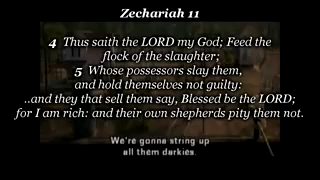 Zechariah 11
4 Thus saith the LORD my God; Feed the
flock of the slaughter;
5 Whose possessors slay them,
and hold themselves not guilty:
..and they that sell them say, Blessed be the LORD;
for I am rich: and their own shepherds pity them not.
We're gonna string up
all them darkies.